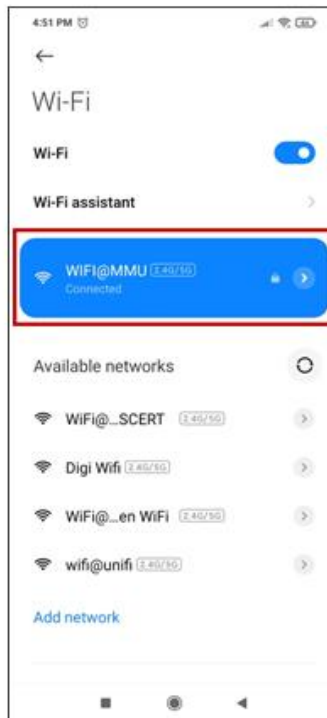 4:51 PM
Wi-Fi
Wi-Fi
Wi-Fi assistant
WIFI@MMU 2.4G/5G
Connected
Available networks
WiFi@...SCERT 2.4G/5G
Digi Wifi 2.4G/5G
WiFi@...en WiFi 2.4G/5G
wifi@unifi 2.4G/5G
Add network